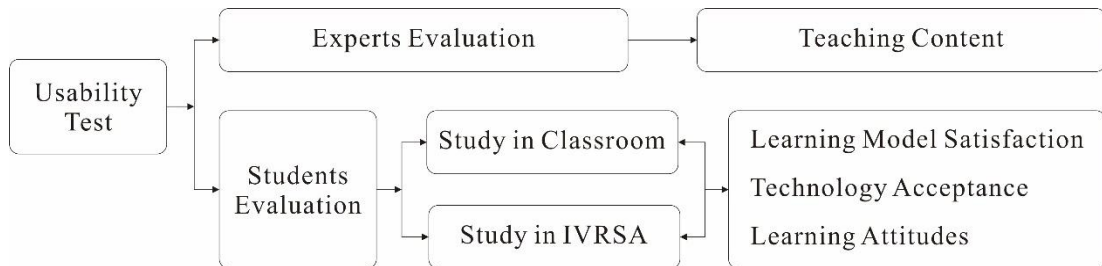 Experts Evaluation
Teaching Content
Usability
Test
Students
Evaluation
Study in Classroom
Study in IVRSA
Learning Model Satisfaction
Technology Acceptance
Learning Attitudes